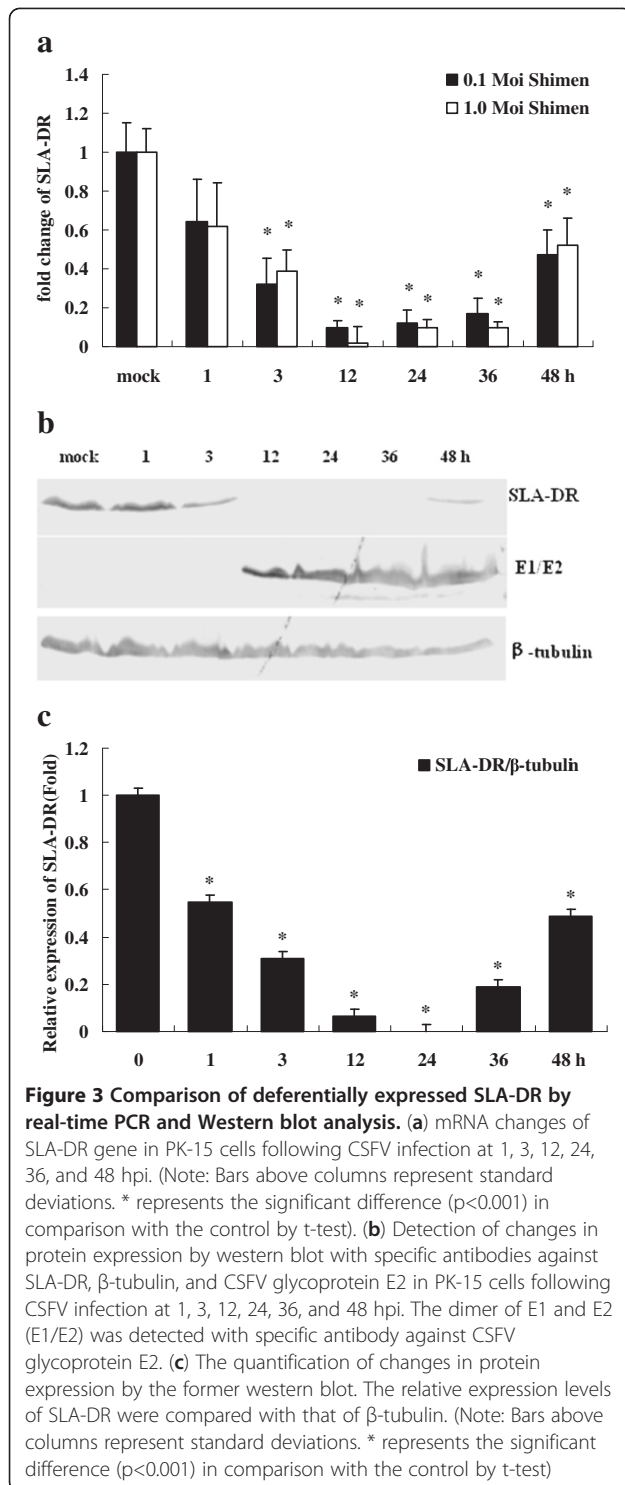 a
1.4
1.2
1
0.8
0.6
0.4
0.2
0
fold change of SLA-DR
0.1 Moi Shimen
1.0 Moi Shimen
* * * * * * * * * *
mock 1 3 12 24 36 48 h
b
mock 1 3 12 24 36 48 h
SLA-DR
E1/E2
β-tubulin
c
1.2
1
0.8
0.6
0.4
0.2
0
Relative expression of SLA-DR(Fold)
SLA-DR/β-tubulin
* * * * * *
0 1 3 12 24 36 48 h
Figure 3 Comparison of deferentially expressed SLA-DR by
real-time PCR and Western blot analysis. (a) mRNA changes of
SLA-DR gene in PK-15 cells following CSFV infection at 1, 3, 12, 24,
36, and 48 hpi. (Note: Bars above columns represent standard
deviations. * represents the significant difference (p<0.001) in
comparison with the control by t-test). (b) Detection of changes in
protein expression by western blot with specific antibodies against
SLA-DR, β-tubulin, and CSFV glycoprotein E2 in PK-15 cells following
CSFV infection at 1, 3, 12, 24, 36, and 48 hpi. The dimer of E1 and E2
(E1/E2) was detected with specific antibody against CSFV
glycoprotein E2. (c) The quantification of changes in protein
expression by the former western blot. The relative expression levels
of SLA-DR were compared with that of β-tubulin. (Note: Bars above
columns represent standard deviations. * represents the significant
difference (p<0.001) in comparison with the control by t-test)